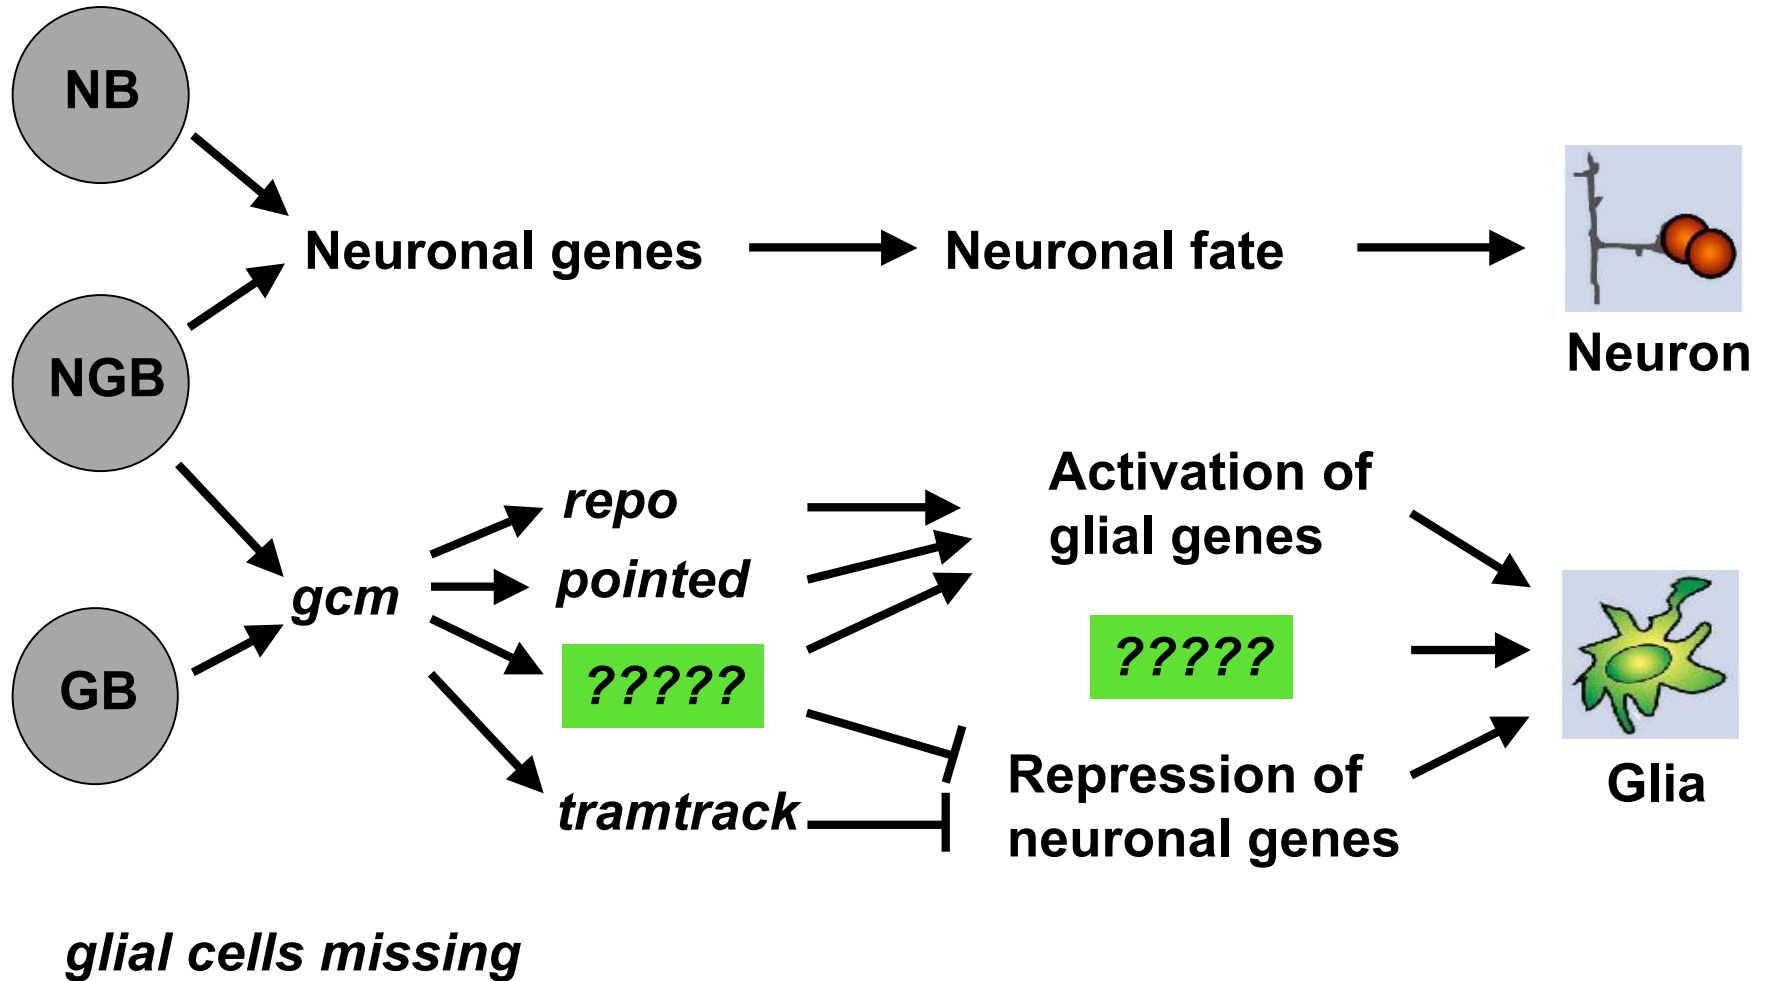 NB
Neuronal genes
Neuronal fate
Neuron
NGB
gcm
repo
pointed
?????
tramtrack
Activation of
glial genes
?????
Repression of
neuronal genes
Glia
GB
glial cells missing